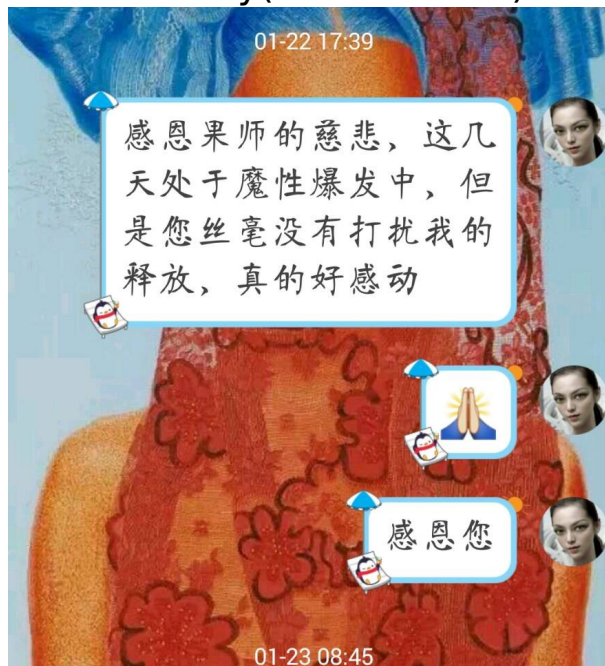 01-22 17:39
感恩果师的慈悲，这几
天处于魔性爆发中，但
是您丝毫没有打扰我的
释放，真的好感动
感恩您
01-23 08:45